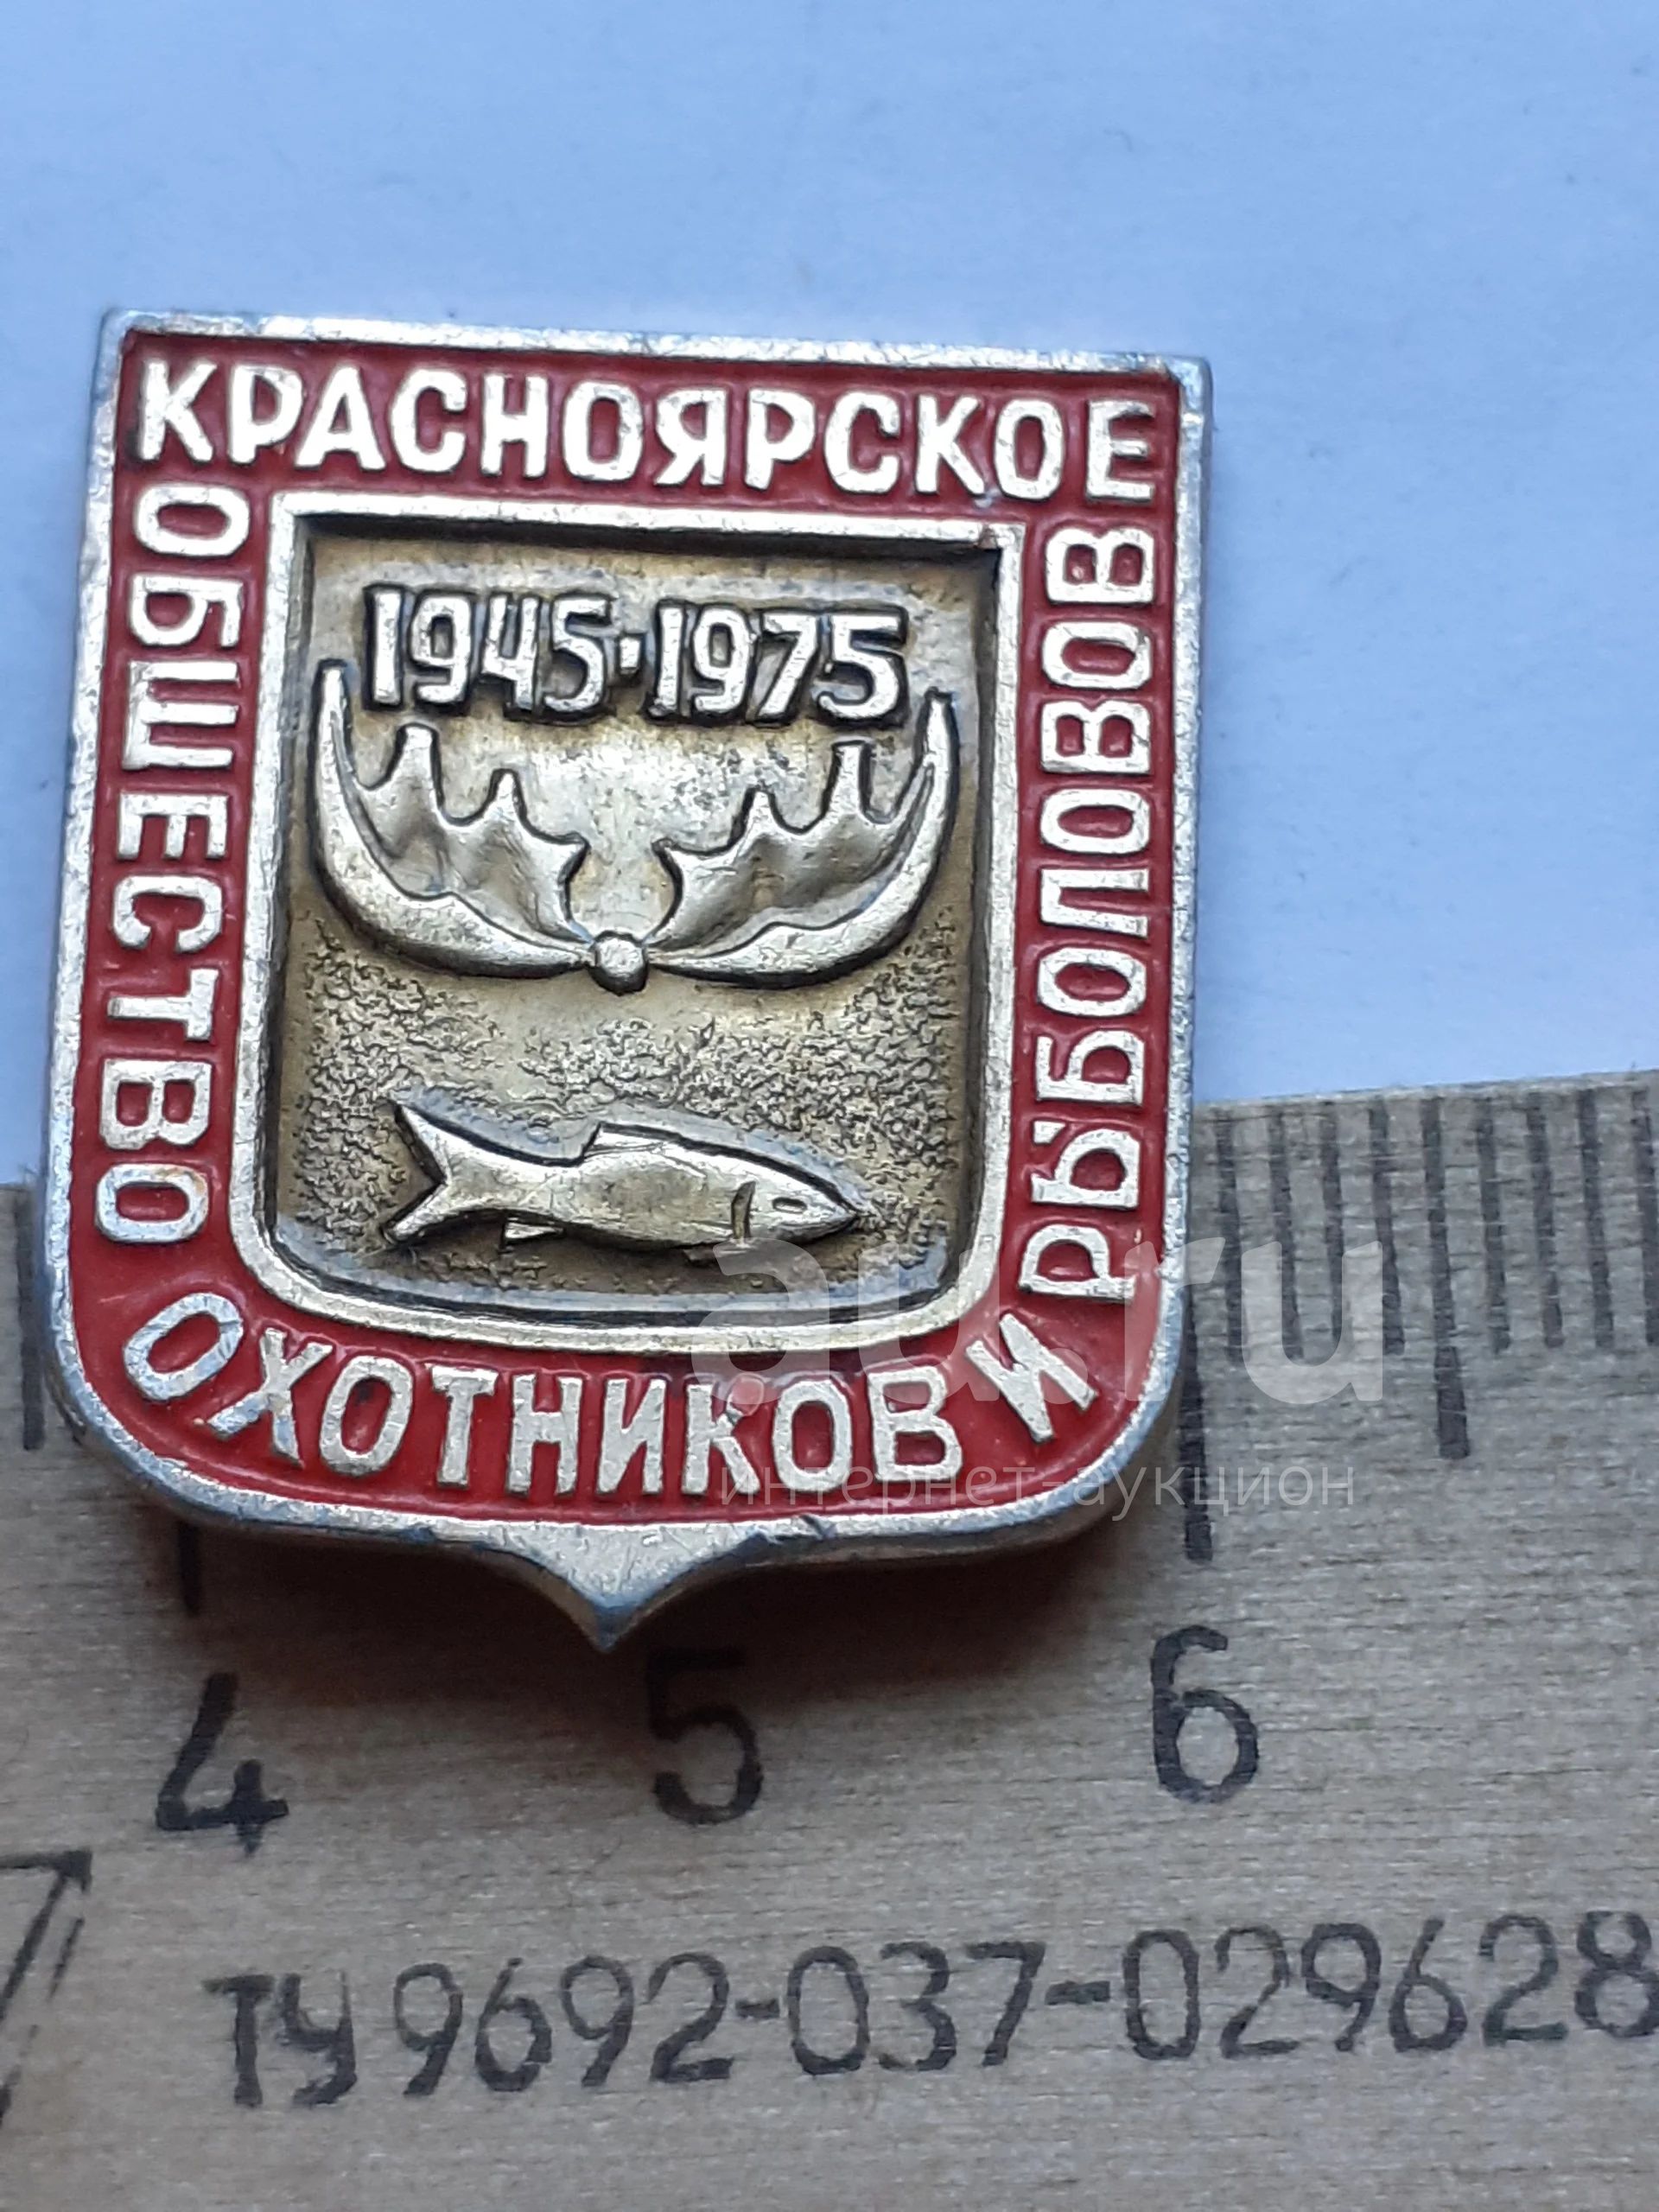 КРАСНОЯРСКОЕ
ОБЩЕСТВО
ОХОТНИКОВ И
РЫБОЛОВОВ
1945·1975
au.ru
интернет-аукцион
4 5 6
ТУ 9692-037-029628